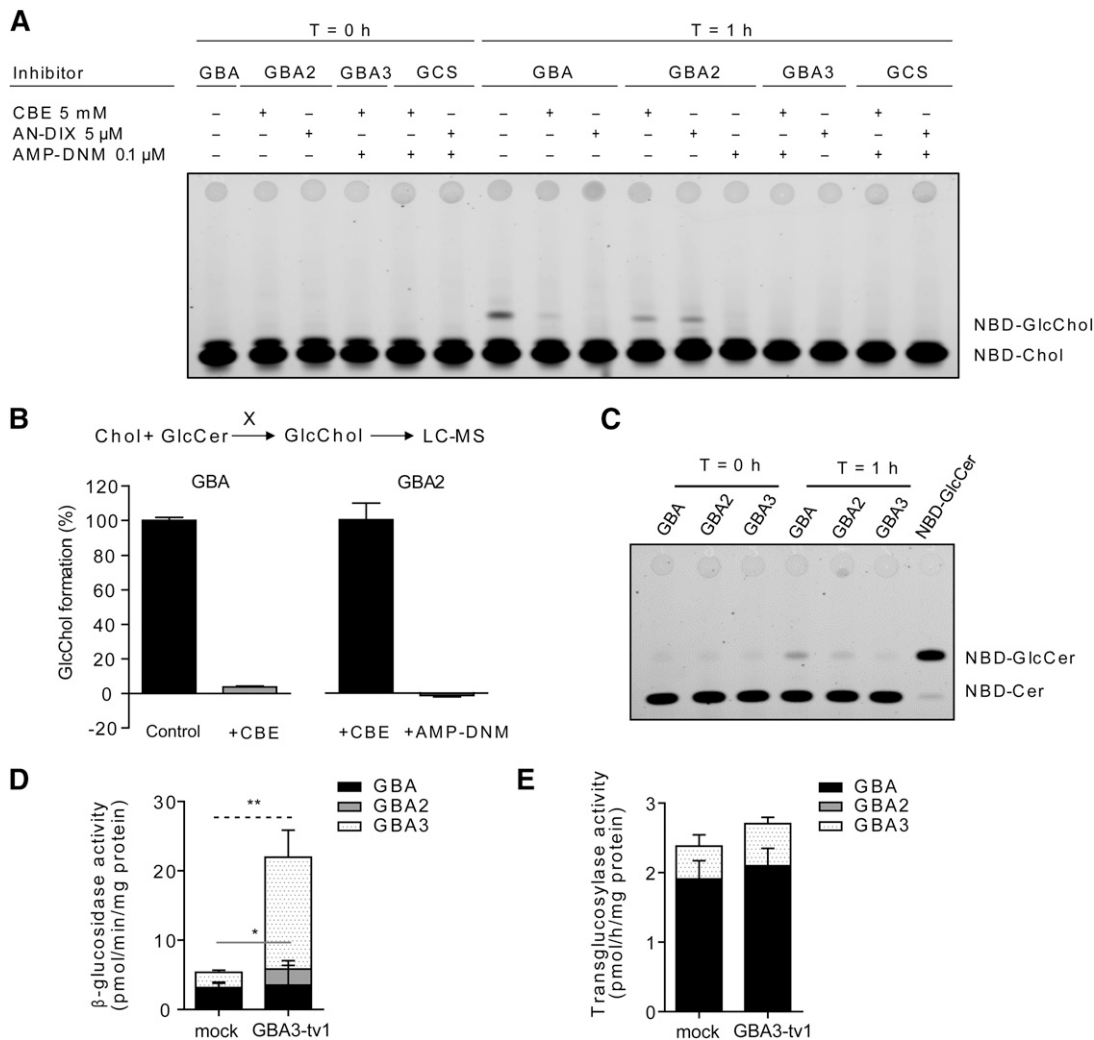 A
T = 0 h T = 1 h
Inhibitor GBA GBA2 GBA3 GCS GBA GBA2 GBA3 GCS
CBE 5 mM – + – + + – – + – + – – + – + –
AN-DIX 5 µM – – + – – + – – + – + – – + – +
AMP-DNM 0.1 µM – – – + + + – – – – – + + – + +
NBD-GlcChol
NBD-Chol
B
X
Chol+ GlcCer → GlcChol → LC-MS
GBA GBA2
GlcChol formation (%)
120
100
80
60
40
20
0
-20
Control +CBE +CBE +AMP-DNM
C
T = 0 h T = 1 h
GBA GBA2 GBA3 GBA GBA2 GBA3 NBD-GlcCer
NBD-GlcCer
NBD-Cer
D
β-glucosidase activity
(pmol/min/mg protein)
30
20
10
0
**
*
mock GBA3-tv1
GBA
GBA2
GBA3
E
Transglucosylase activity
(pmol/h/mg protein)
3
2
1
0
mock GBA3-tv1
GBA
GBA2
GBA3